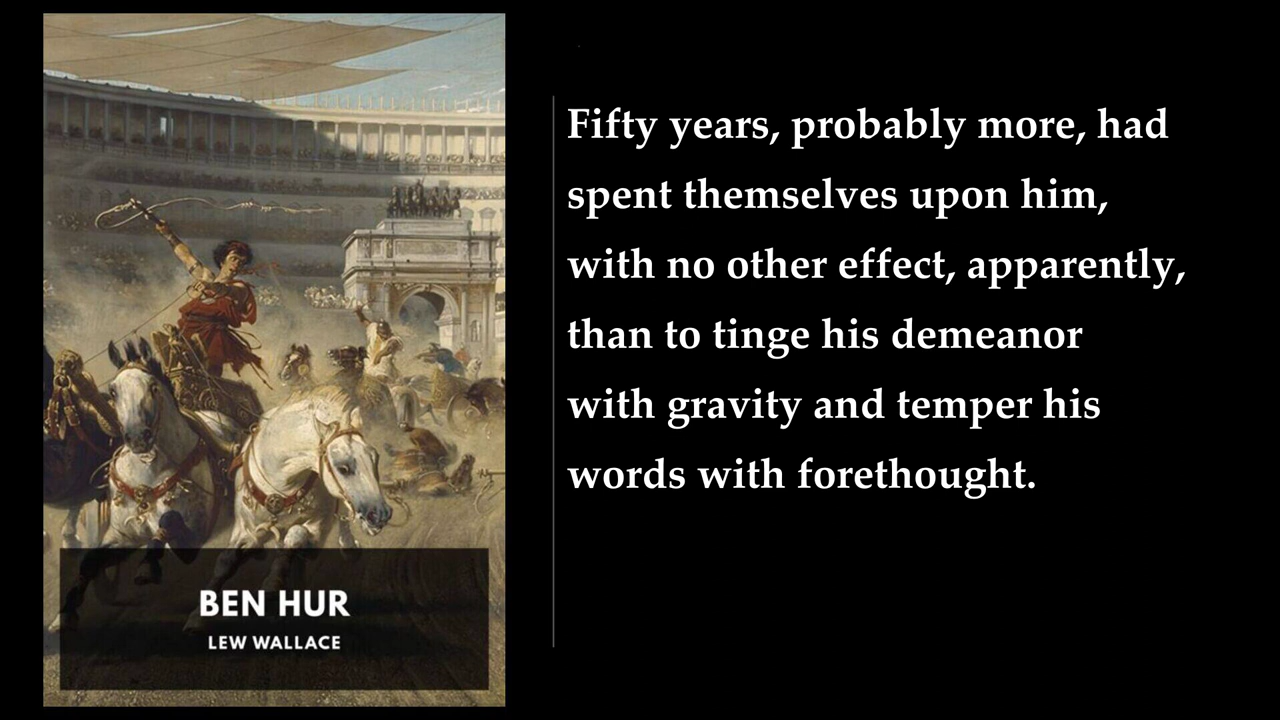 BEN HUR
LEW WALLACE
Fifty years, probably more, had
spent themselves upon him,
with no other effect, apparently,
than to tinge his demeanor
with gravity and temper his
words with forethought.